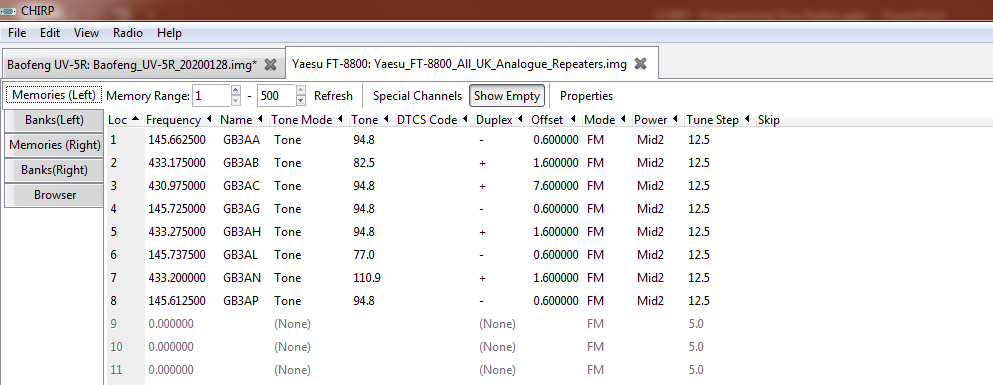 CHIRP
File Edit View Radio Help
Baofeng UV-5R: Baofeng_UV-5R_20200128.img* Yaesu FT-8800: Yaesu_FT-8800_All_UK_Analogue_Repeaters.img
Memories (Left) Memory Range: 1 - 500 Refresh Special Channels Show Empty Properties
Banks(Left)
Memories (Right)
Banks(Right)
Browser
Loc Frequency Name Tone Mode Tone DTCS Code Duplex Offset Mode Power Tune Step Skip
1 145.662500 GB3AA Tone 94.8 - 0.600000 FM Mid2 12.5
2 433.175000 GB3AB Tone 82.5 + 1.600000 FM Mid2 12.5
3 430.975000 GB3AC Tone 94.8 + 7.600000 FM Mid2 12.5
4 145.725000 GB3AG Tone 94.8 - 0.600000 FM Mid2 12.5
5 433.275000 GB3AH Tone 94.8 + 1.600000 FM Mid2 12.5
6 145.737500 GB3AL Tone 77.0 - 0.600000 FM Mid2 12.5
7 433.200000 GB3AN Tone 110.9 + 1.600000 FM Mid2 12.5
8 145.612500 GB3AP Tone 94.8 - 0.600000 FM Mid2 12.5
9 0.000000 (None) (None) FM 5.0
10 0.000000 (None) (None) FM 5.0
11 0.000000 (None) (None) FM 5.0